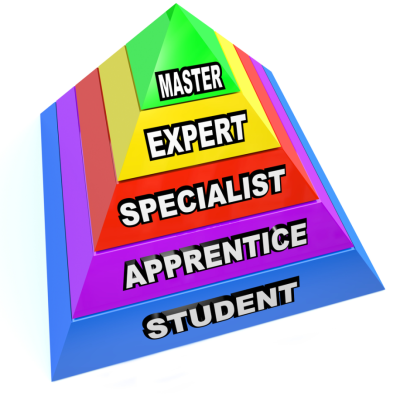 MASTER
EXPERT
SPECIALIST
APPRENTICE
STUDENT